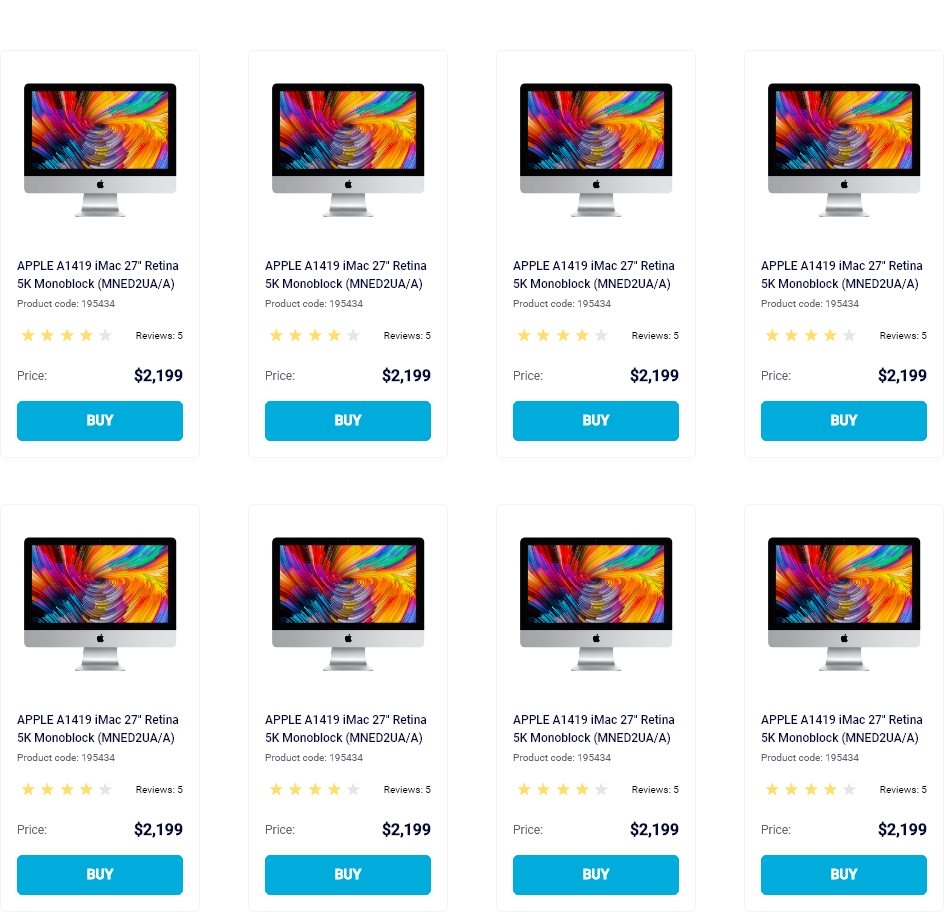 APPLE A1419 iMac 27" Retina
5K Monoblock (MNED2UA/A)
Product code: 195434
Reviews: 5
Price: $2,199
BUY
APPLE A1419 iMac 27" Retina
5K Monoblock (MNED2UA/A)
Product code: 195434
Reviews: 5
Price: $2,199
BUY
APPLE A1419 iMac 27" Retina
5K Monoblock (MNED2UA/A)
Product code: 195434
Reviews: 5
Price: $2,199
BUY
APPLE A1419 iMac 27" Retina
5K Monoblock (MNED2UA/A)
Product code: 195434
Reviews: 5
Price: $2,199
BUY
APPLE A1419 iMac 27" Retina
5K Monoblock (MNED2UA/A)
Product code: 195434
Reviews: 5
Price: $2,199
BUY
APPLE A1419 iMac 27" Retina
5K Monoblock (MNED2UA/A)
Product code: 195434
Reviews: 5
Price: $2,199
BUY
APPLE A1419 iMac 27" Retina
5K Monoblock (MNED2UA/A)
Product code: 195434
Reviews: 5
Price: $2,199
BUY
APPLE A1419 iMac 27" Retina
5K Monoblock (MNED2UA/A)
Product code: 195434
Reviews: 5
Price: $2,199
BUY